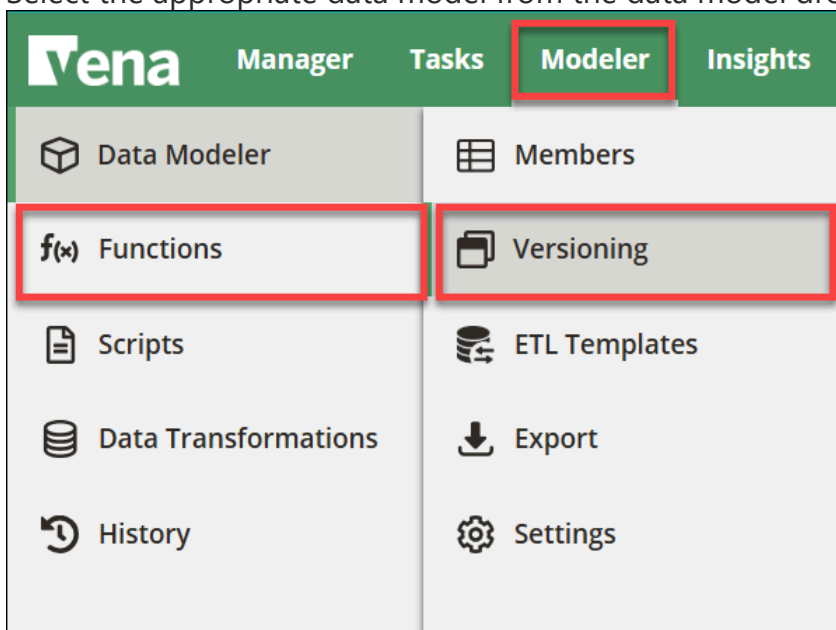 Select the appropriate data model from the data model dro
Vena Manager Tasks Modeler Insights
Data Modeler
Members
f(x) Functions
Versioning
Scripts
ETL Templates
Data Transformations
Export
History
Settings